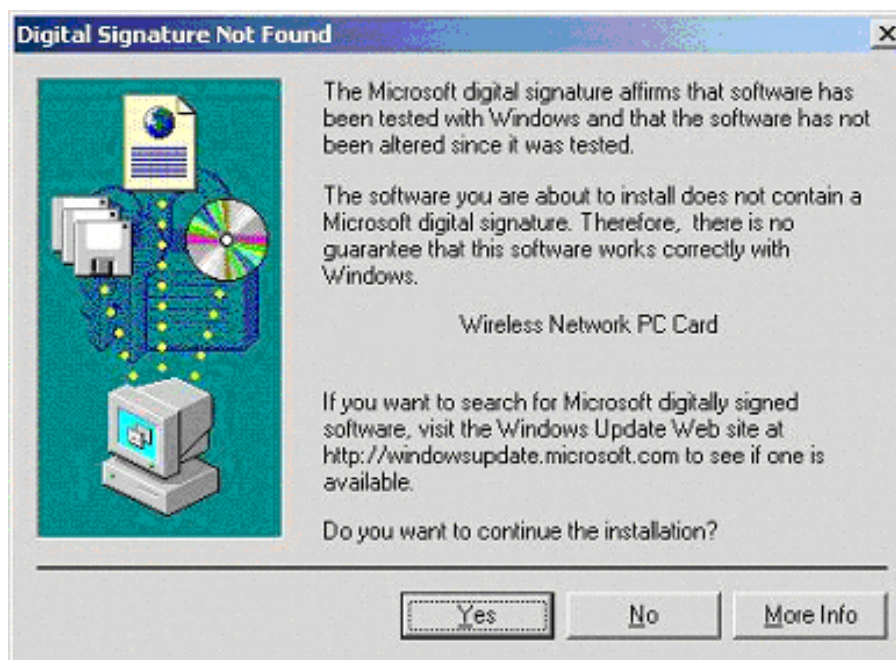 Digital Signature Not Found
The Microsoft digital signature affirms that software has
been tested with Windows and that the software has not
been altered since it was tested.
The software you are about to install does not contain a
Microsoft digital signature. Therefore,  there is no
guarantee that this software works correctly with
Windows.
Wireless Network PC Card
If you want to search for Microsoft digitally signed
software, visit the Windows Update Web site at
http://windowsupdate.microsoft.com to see if one is
available.
Do you want to continue the installation?
Yes No More Info